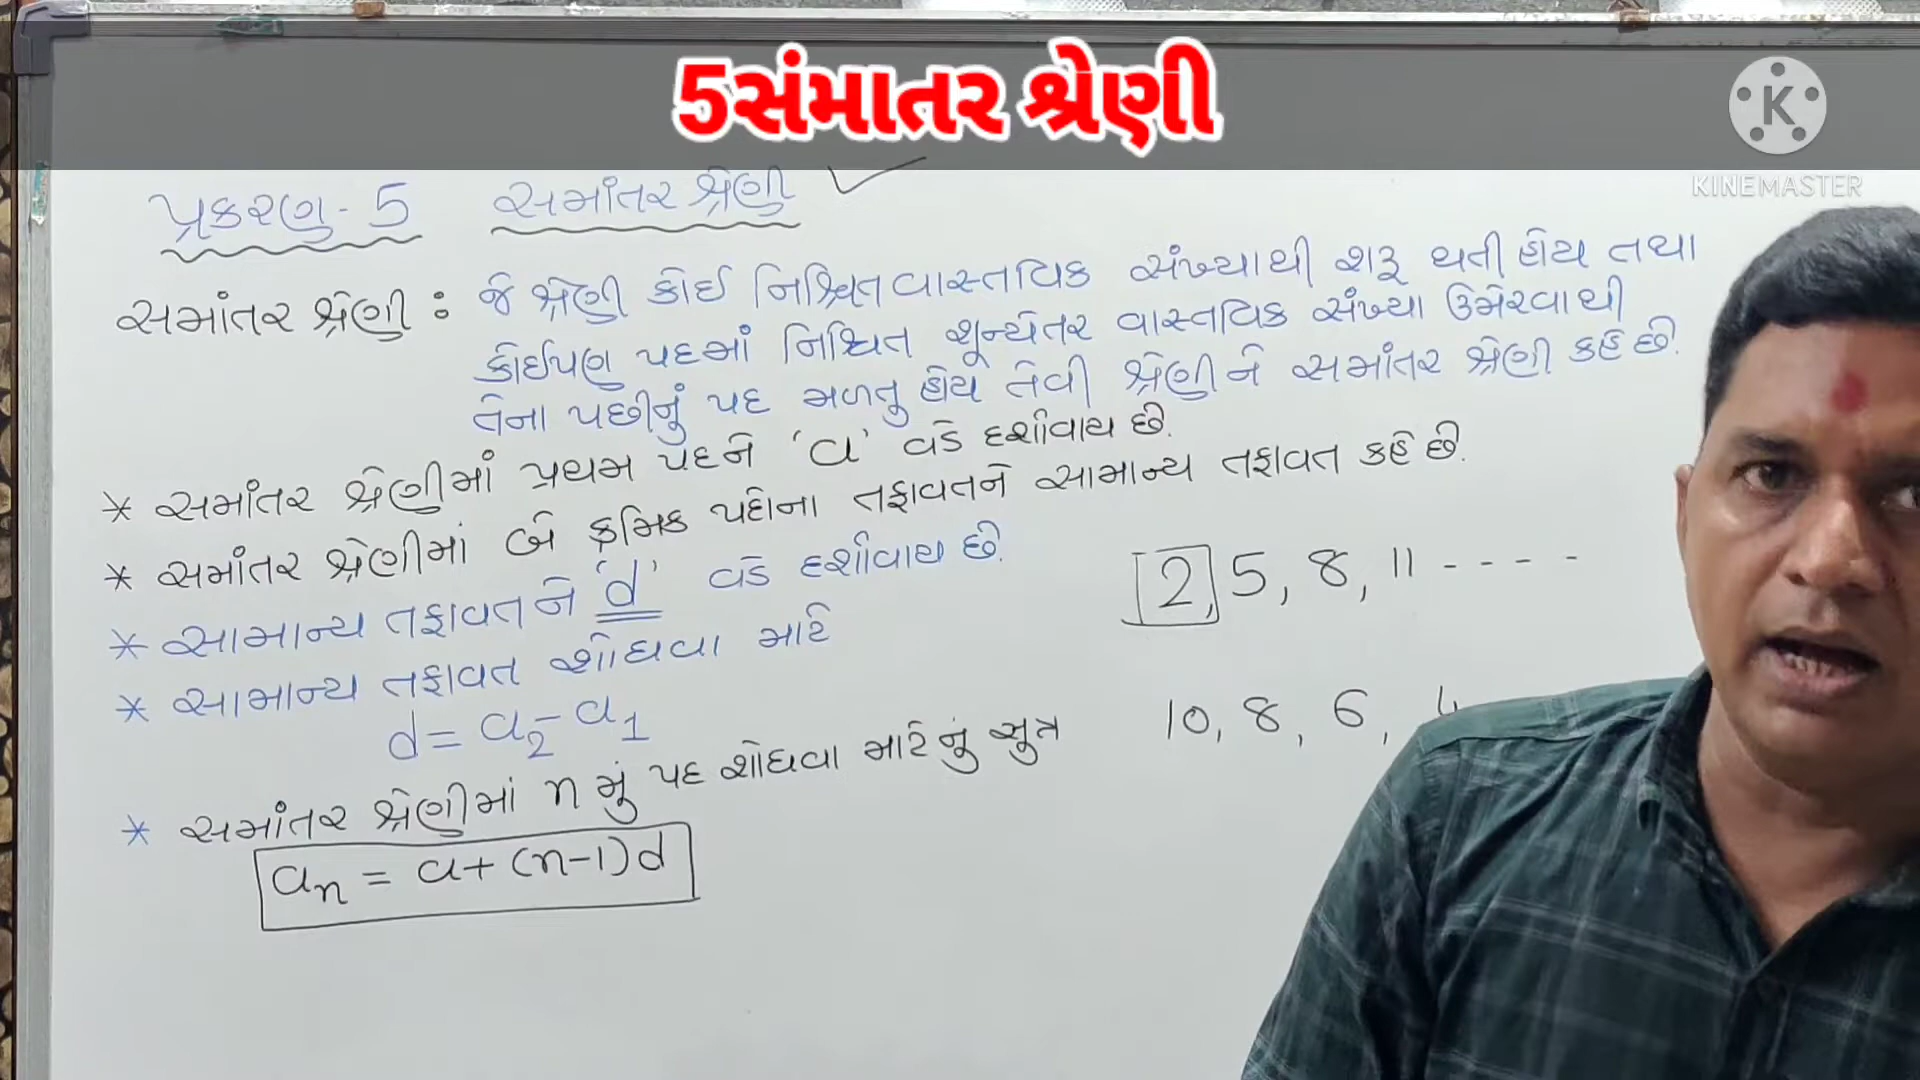 5સંમાતર શ્રેણી
KINEMASTER
પ્રકરણ - 5 સમાંતર શ્રેણી
સમાંતર શ્રેણી : જે શ્રેણી કોઈ નિશ્ચિત વાસ્તવિક સંખ્યાથી શરૂ થતી હોય તથા
કોઈપણ પદમાં નિશ્ચિત શૂન્યેતર વાસ્તવિક સંખ્યા ઉમેરવાથી
તેના પછીનું પદ મળતુ હોય તેવી શ્રેણીને સમાંતર શ્રેણી કહે છે.
* સમાંતર શ્રેણીમાં પ્રથમ પદને 'a' વડે દર્શાવાય છે.
* સમાંતર શ્રેણીમાં બે ક્રમિક પદોના તફાવતને સામાન્ય તફાવત કહે છે.
* સામાન્ય તફાવતને 'd' વડે દર્શાવાય છે.
* સામાન્ય તફાવત શોધવા માટે
d = a₂ - a₁
* સમાંતર શ્રેણીમાં n મું પદ શોધવા માટેનું સુત્ર
aₙ = a + (n-1)d
2, 5, 8, 11 - - - -
10, 8, 6, 4